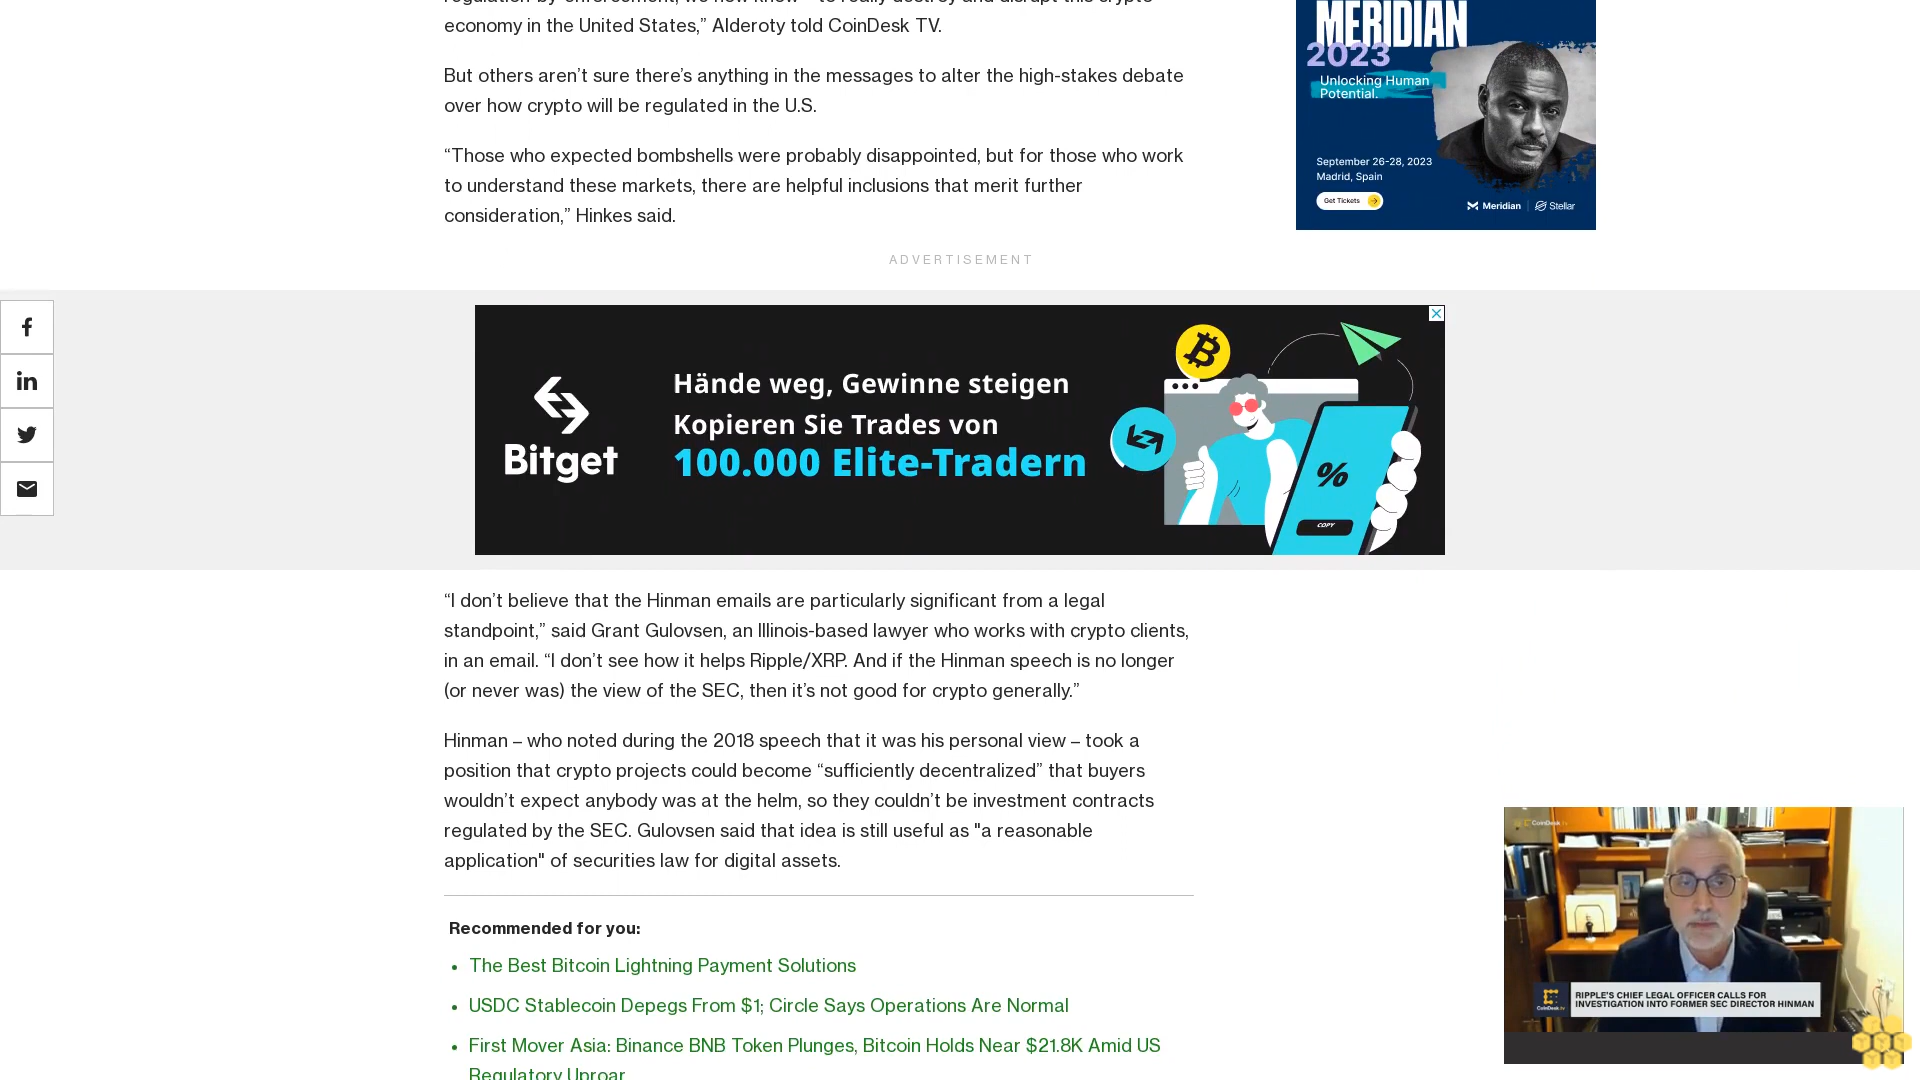 economy in the United States,” Alderoty told CoinDesk TV.
But others aren’t sure there’s anything in the messages to alter the high-stakes debate
over how crypto will be regulated in the U.S.
“Those who expected bombshells were probably disappointed, but for those who work
to understand these markets, there are helpful inclusions that merit further
consideration,” Hinkes said.
MERIDIAN
2023
Unlocking Human
Potential.
September 26-28, 2023
Madrid, Spain
Get Tickets
Meridian
Stellar
ADVERTISEMENT
Bitget
Hände weg, Gewinne steigen
Kopieren Sie Trades von
100.000 Elite-Tradern
%
COPY
“I don’t believe that the Hinman emails are particularly significant from a legal
standpoint,” said Grant Gulovsen, an Illinois-based lawyer who works with crypto clients,
in an email. “I don’t see how it helps Ripple/XRP. And if the Hinman speech is no longer
(or never was) the view of the SEC, then it’s not good for crypto generally.”
Hinman – who noted during the 2018 speech that it was his personal view – took a
position that crypto projects could become “sufficiently decentralized” that buyers
wouldn’t expect anybody was at the helm, so they couldn’t be investment contracts
regulated by the SEC. Gulovsen said that idea is still useful as "a reasonable
application" of securities law for digital assets.
Recommended for you:
• The Best Bitcoin Lightning Payment Solutions
• USDC Stablecoin Depegs From $1; Circle Says Operations Are Normal
• First Mover Asia: Binance BNB Token Plunges, Bitcoin Holds Near $21.8K Amid US
Regulatory Uproar
CoinDesk tv
CoinDesk tv
RIPPLE'S CHIEF LEGAL OFFICER CALLS FOR
INVESTIGATION INTO FORMER SEC DIRECTOR HINMAN